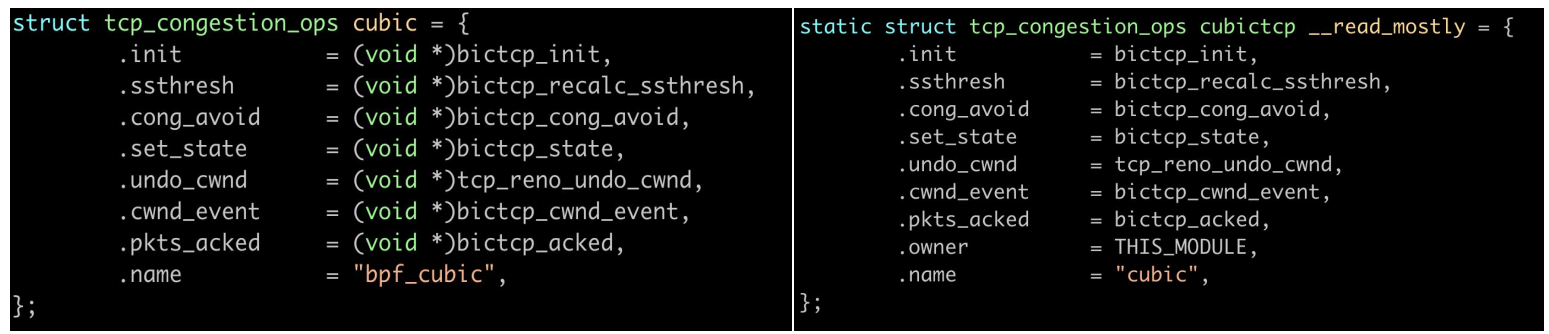 struct tcp_congestion_ops cubic = {
        .init           = (void *)bictcp_init,
        .ssthresh       = (void *)bictcp_recalc_ssthresh,
        .cong_avoid     = (void *)bictcp_cong_avoid,
        .set_state      = (void *)bictcp_state,
        .undo_cwnd      = (void *)tcp_reno_undo_cwnd,
        .cwnd_event     = (void *)bictcp_cwnd_event,
        .pkts_acked     = (void *)bictcp_acked,
        .name           = "bpf_cubic",
};
static struct tcp_congestion_ops cubictcp __read_mostly = {
        .init           = bictcp_init,
        .ssthresh       = bictcp_recalc_ssthresh,
        .cong_avoid     = bictcp_cong_avoid,
        .set_state      = bictcp_state,
        .undo_cwnd      = tcp_reno_undo_cwnd,
        .cwnd_event     = bictcp_cwnd_event,
        .pkts_acked     = bictcp_acked,
        .owner          = THIS_MODULE,
        .name           = "cubic",
};